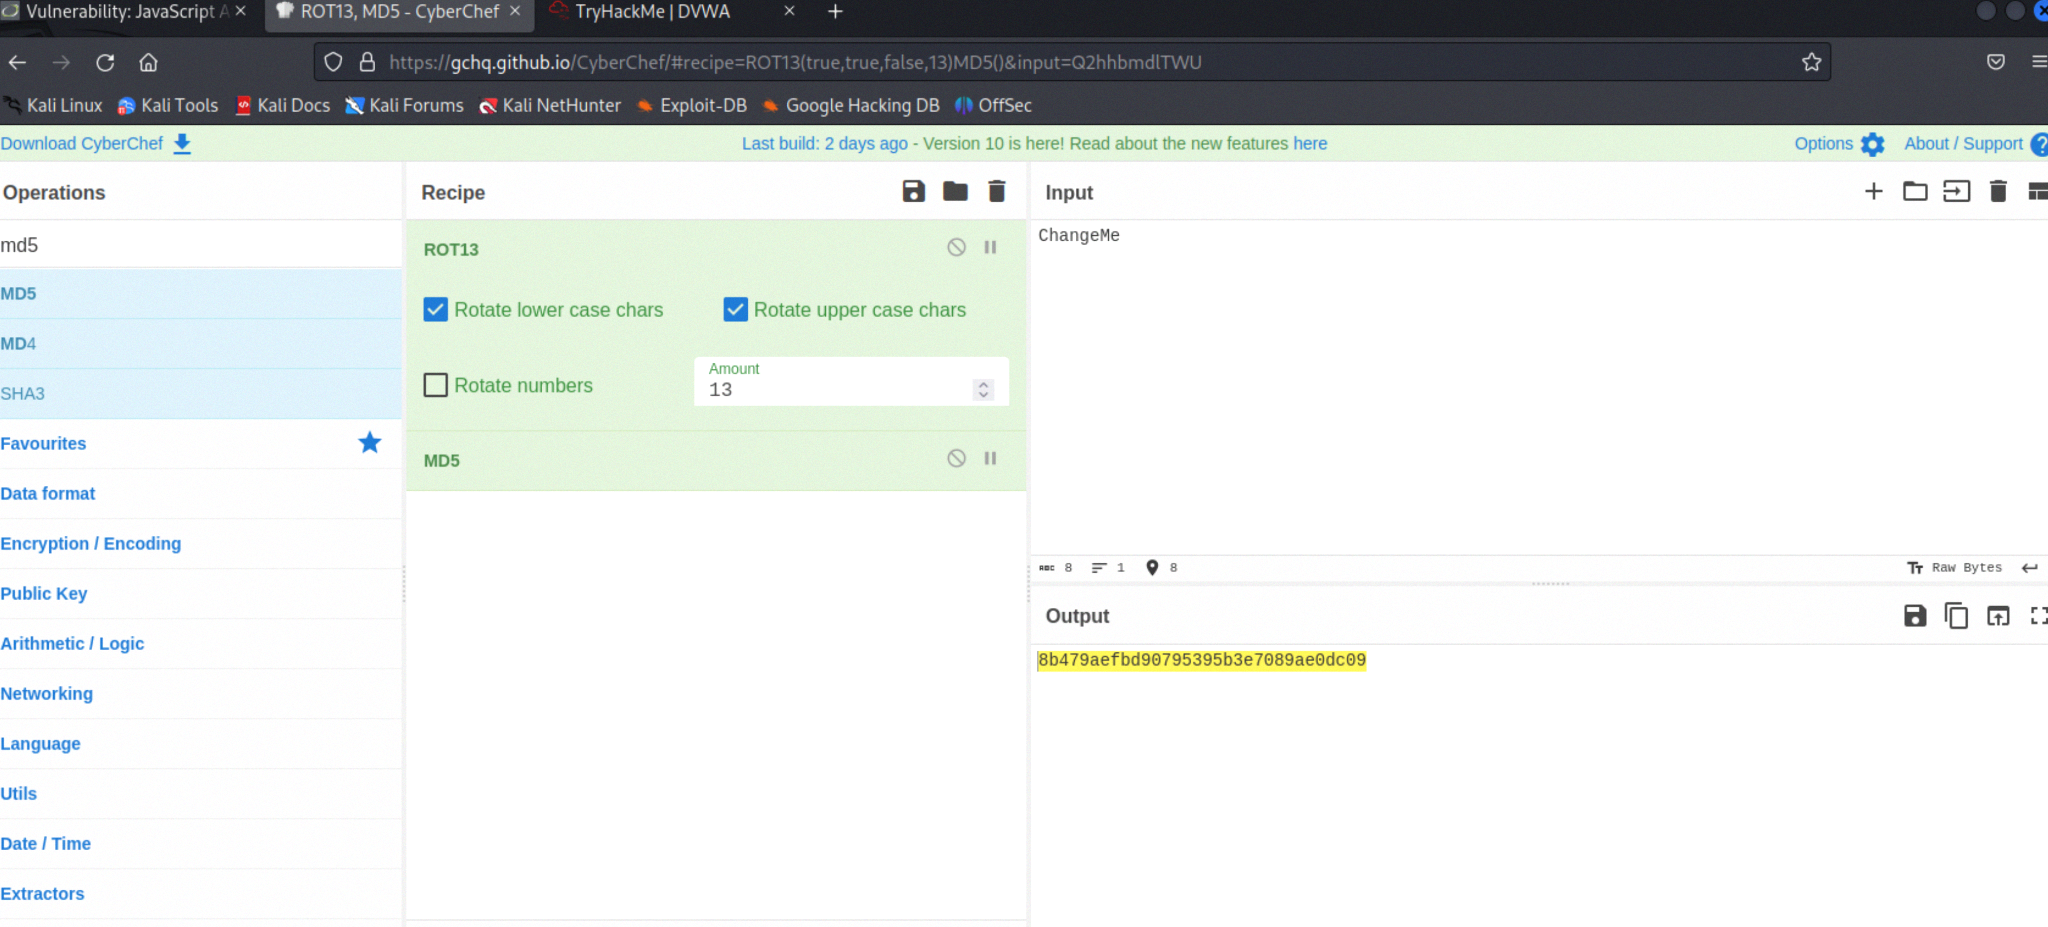 Vulnerability: JavaScript A
ROT13, MD5 - CyberChef
TryHackMe | DVWA
https://gchq.github.io/CyberChef/#recipe=ROT13(true,true,false,13)MD5()&input=Q2hhbmdlTWU
Kali Linux Kali Tools Kali Docs Kali Forums Kali NetHunter Exploit-DB Google Hacking DB OffSec
Download CyberChef
Last build: 2 days ago - Version 10 is here! Read about the new features here
Options
About / Support
Operations
md5
MD5
MD4
SHA3
Favourites
Data format
Encryption / Encoding
Public Key
Arithmetic / Logic
Networking
Language
Utils
Date / Time
Extractors
Recipe
ROT13
Rotate lower case chars
Rotate upper case chars
Rotate numbers
Amount
13
MD5
Input
ChangeMe
ABC 8 1 8
Raw Bytes
Output
8b479aefbd90795395b3e7089ae0dc09